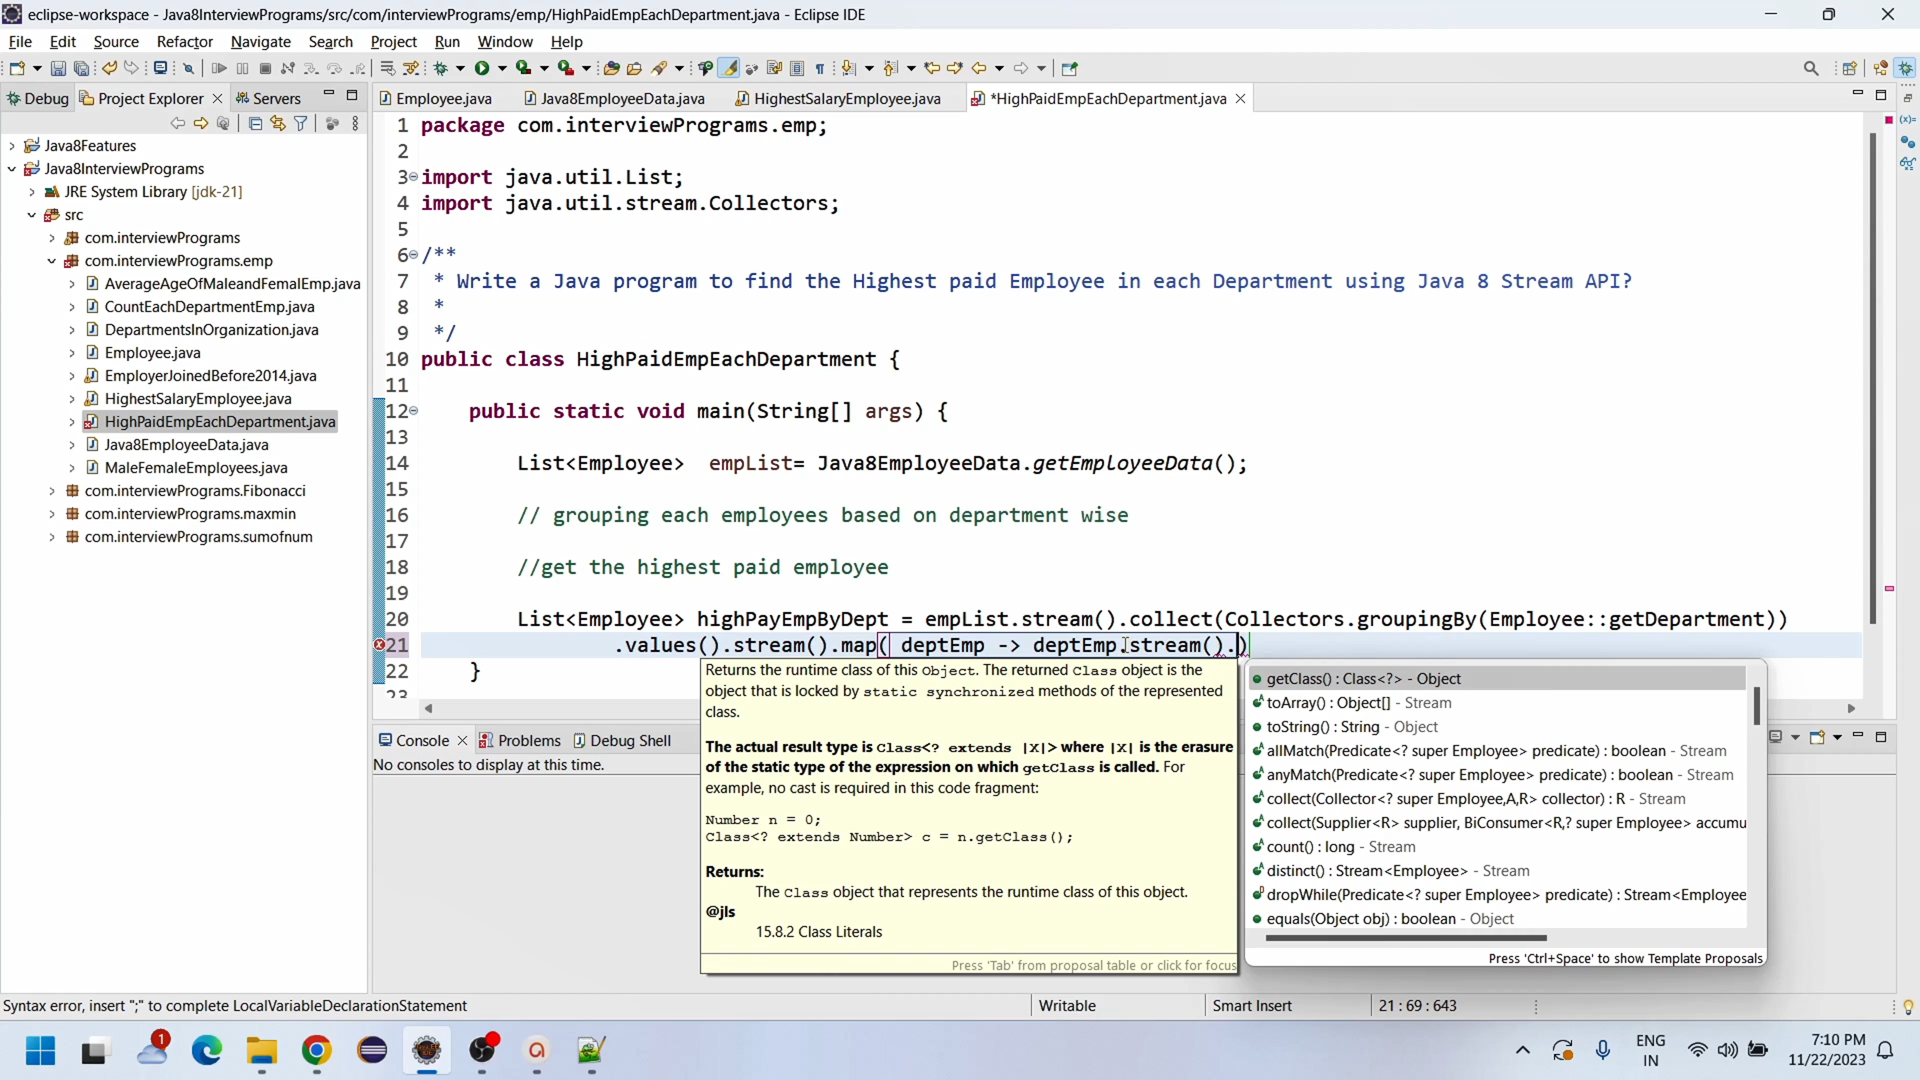 eclipse-workspace - Java8InterviewPrograms/src/com/interviewPrograms/emp/HighPaidEmpEachDepartment.java - Eclipse IDE
File Edit Source Refactor Navigate Search Project Run Window Help
Debug Project Explorer Servers
Employee.java Java8EmployeeData.java HighestSalaryEmployee.java *HighPaidEmpEachDepartment.java
Java8Features
Java8InterviewPrograms
JRE System Library [jdk-21]
src
com.interviewPrograms
com.interviewPrograms.emp
AverageAgeOfMaleandFemalEmp.java
CountEachDepartmentEmp.java
DepartmentsInOrganization.java
Employee.java
EmployerJoinedBefore2014.java
HighestSalaryEmployee.java
HighPaidEmpEachDepartment.java
Java8EmployeeData.java
MaleFemaleEmployees.java
com.interviewPrograms.Fibonacci
com.interviewPrograms.maxmin
com.interviewPrograms.sumofnum
1 package com.interviewPrograms.emp;
2
3 import java.util.List;
4 import java.util.stream.Collectors;
5
6 /**
7 * Write a Java program to find the Highest paid Employee in each Department using Java 8 Stream API?
8 *
9 */
10 public class HighPaidEmpEachDepartment {
11
12 public static void main(String[] args) {
13
14 List<Employee> empList= Java8EmployeeData.getEmployeeData();
15
16 // grouping each employees based on department wise
17
18 //get the highest paid employee
19
20 List<Employee> highPayEmpByDept = empList.stream().collect(Collectors.groupingBy(Employee::getDepartment))
21 .values().stream().map( deptEmp -> deptEmp.stream().)
22 }
23
Returns the runtime class of this Object. The returned Class object is the
object that is locked by static synchronized methods of the represented
class.
The actual result type is Class<? extends |X|> where |X| is the erasure
of the static type of the expression on which getClass is called. For
example, no cast is required in this code fragment:
Number n = 0;
Class<? extends Number> c = n.getClass();
Returns:
The Class object that represents the runtime class of this object.
@jls
15.8.2 Class Literals
Press 'Tab' from proposal table or click for focus
getClass() : Class<?> - Object
toArray() : Object[] - Stream
toString() : String - Object
allMatch(Predicate<? super Employee> predicate) : boolean - Stream
anyMatch(Predicate<? super Employee> predicate) : boolean - Stream
collect(Collector<? super Employee,A,R> collector) : R - Stream
collect(Supplier<R> supplier, BiConsumer<R,? super Employee> accumu
count() : long - Stream
distinct() : Stream<Employee> - Stream
dropWhile(Predicate<? super Employee> predicate) : Stream<Employee
equals(Object obj) : boolean - Object
Press 'Ctrl+Space' to show Template Proposals
Console Problems Debug Shell
No consoles to display at this time.
Syntax error, insert ";" to complete LocalVariableDeclarationStatement
Writable
Smart Insert
21 : 69 : 643
1
ENG
IN
7:10 PM
11/22/2023